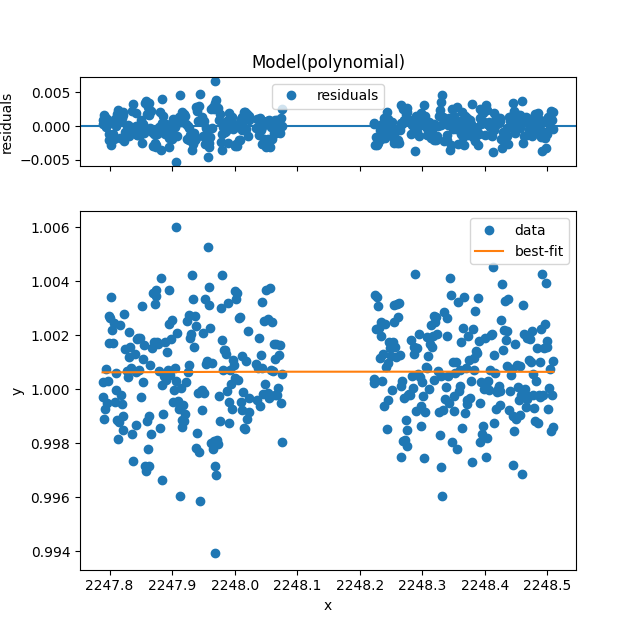 Model(polynomial)
0.005
0.000
−0.005
residuals
residuals
1.006
1.004
1.002
1.000
0.998
0.996
0.994
y
data
best-fit
2247.8 2247.9 2248.0 2248.1 2248.2 2248.3 2248.4 2248.5
x